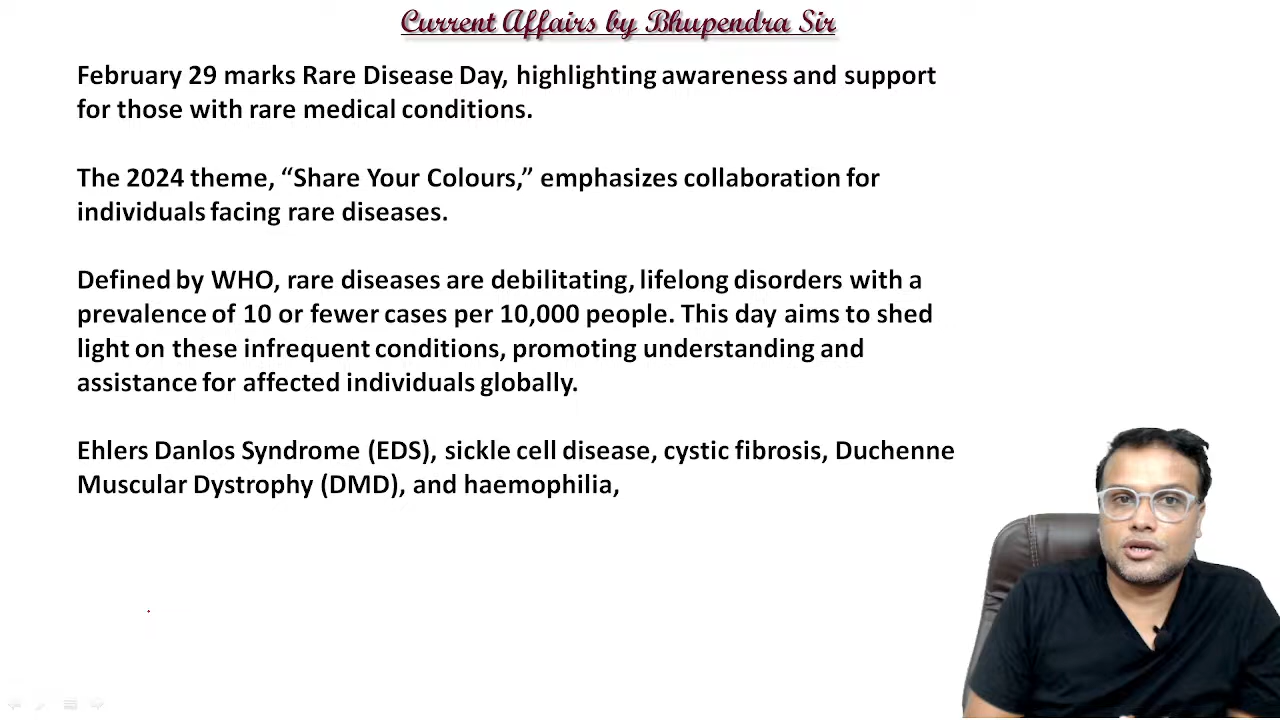 Current Affairs by Bhupendra Sir
February 29 marks Rare Disease Day, highlighting awareness and support
for those with rare medical conditions.
The 2024 theme, “Share Your Colours,” emphasizes collaboration for
individuals facing rare diseases.
Defined by WHO, rare diseases are debilitating, lifelong disorders with a
prevalence of 10 or fewer cases per 10,000 people. This day aims to shed
light on these infrequent conditions, promoting understanding and
assistance for affected individuals globally.
Ehlers Danlos Syndrome (EDS), sickle cell disease, cystic fibrosis, Duchenne
Muscular Dystrophy (DMD), and haemophilia,